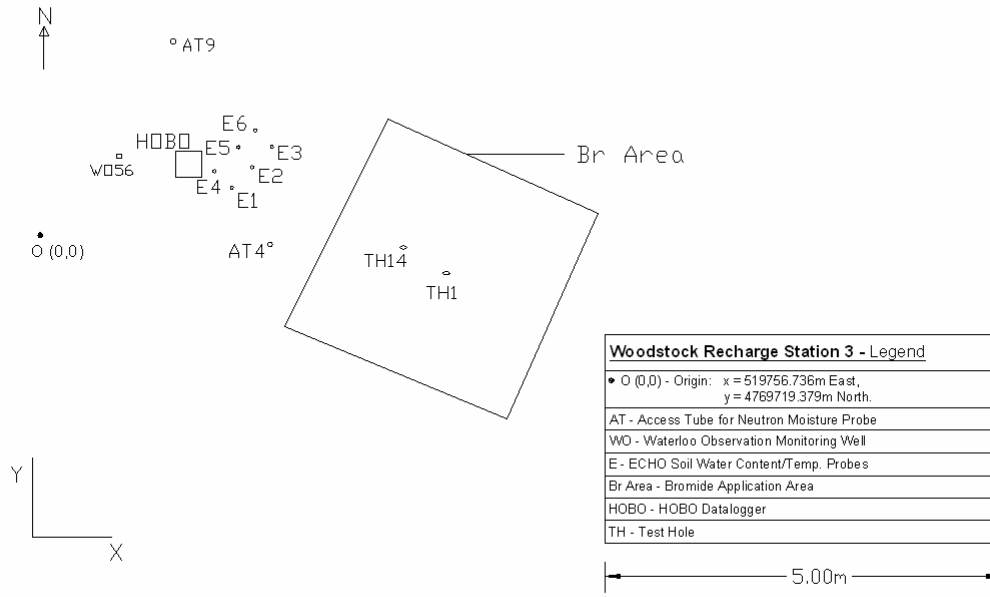 N
AT9
E6
HOBO
E5
E3
Br Area
WO56
E2
E4
E1
O (0,0)
AT4
TH14
TH1
Woodstock Recharge Station 3 - Legend
O (0,0) - Origin: x = 519756.736m East,
y = 4769719.379m North.
AT - Access Tube for Neutron Moisture Probe
WO - Waterloo Observation Monitoring Well
E - ECHO Soil Water Content/Temp. Probes
Br Area - Bromide Application Area
HOBO - HOBO Datalogger
TH - Test Hole
Y
X
5.00m